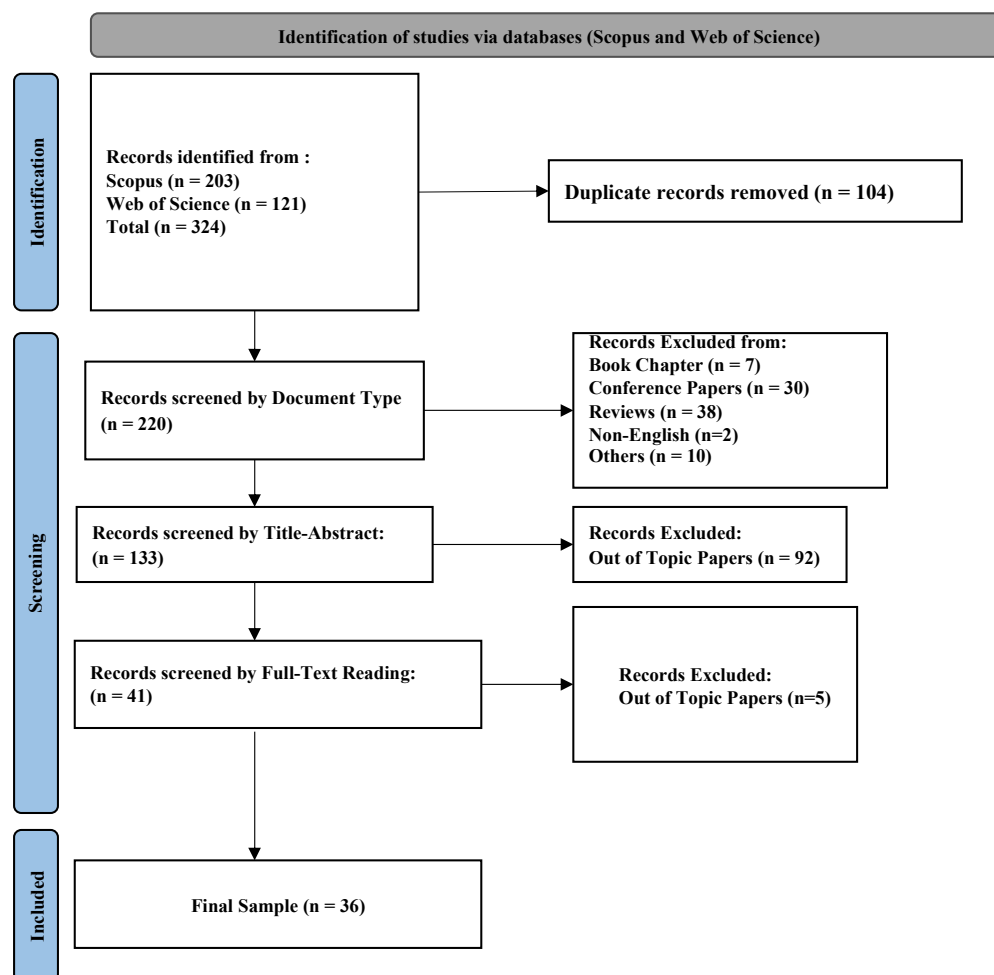 Identification of studies via databases (Scopus and Web of Science)
Identification
Records identified from :
Scopus (n = 203)
Web of Science (n = 121)
Total (n = 324)
Duplicate records removed (n = 104)
Screening
Records screened by Document Type
(n = 220)
Records Excluded from:
Book Chapter (n = 7)
Conference Papers (n = 30)
Reviews (n = 38)
Non-English (n=2)
Others (n = 10)
Records screened by Title-Abstract:
(n = 133)
Records Excluded:
Out of Topic Papers (n = 92)
Records screened by Full-Text Reading:
(n = 41)
Records Excluded:
Out of Topic Papers (n=5)
Included
Final Sample (n = 36)